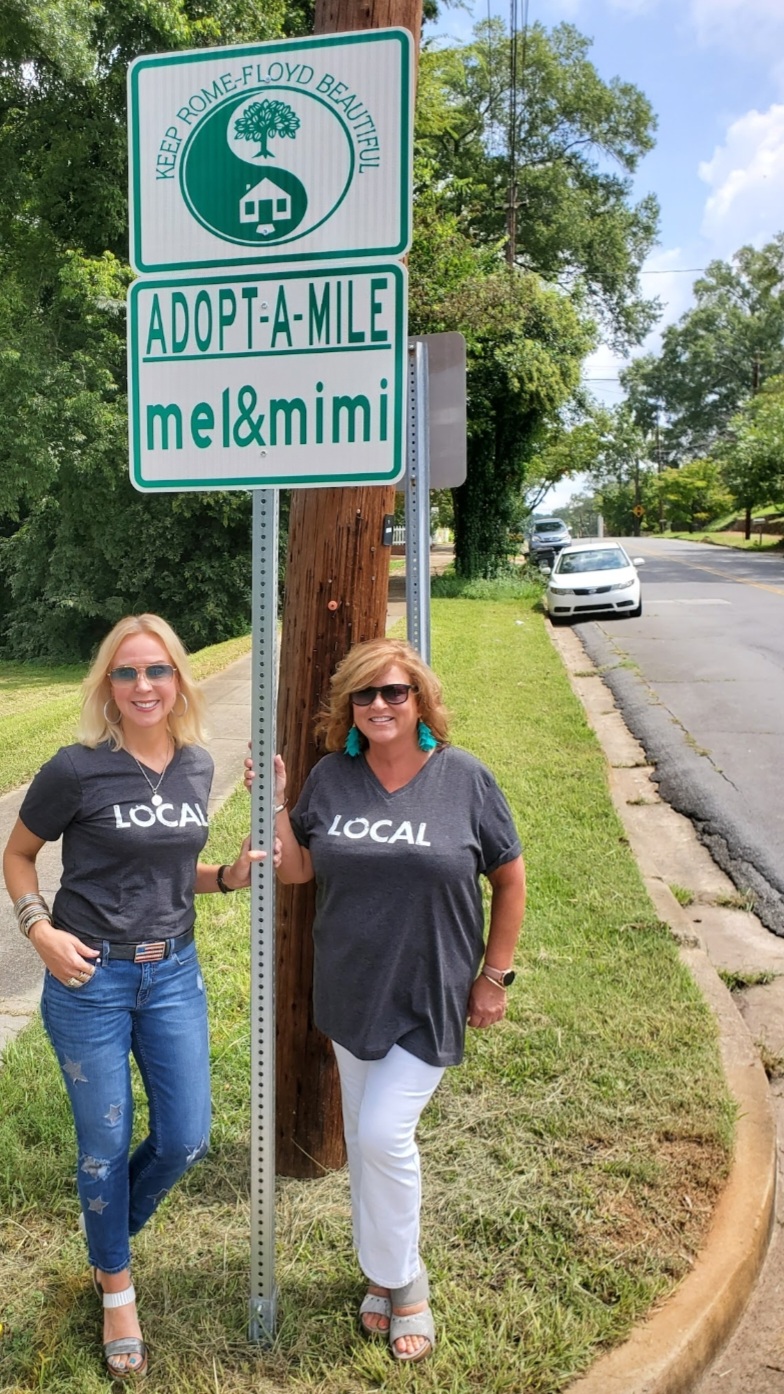 KEEP ROME-FLOYD BEAUTIFUL
ADOPT-A-MILE
mel&mimi
LOCAL
LOCAL